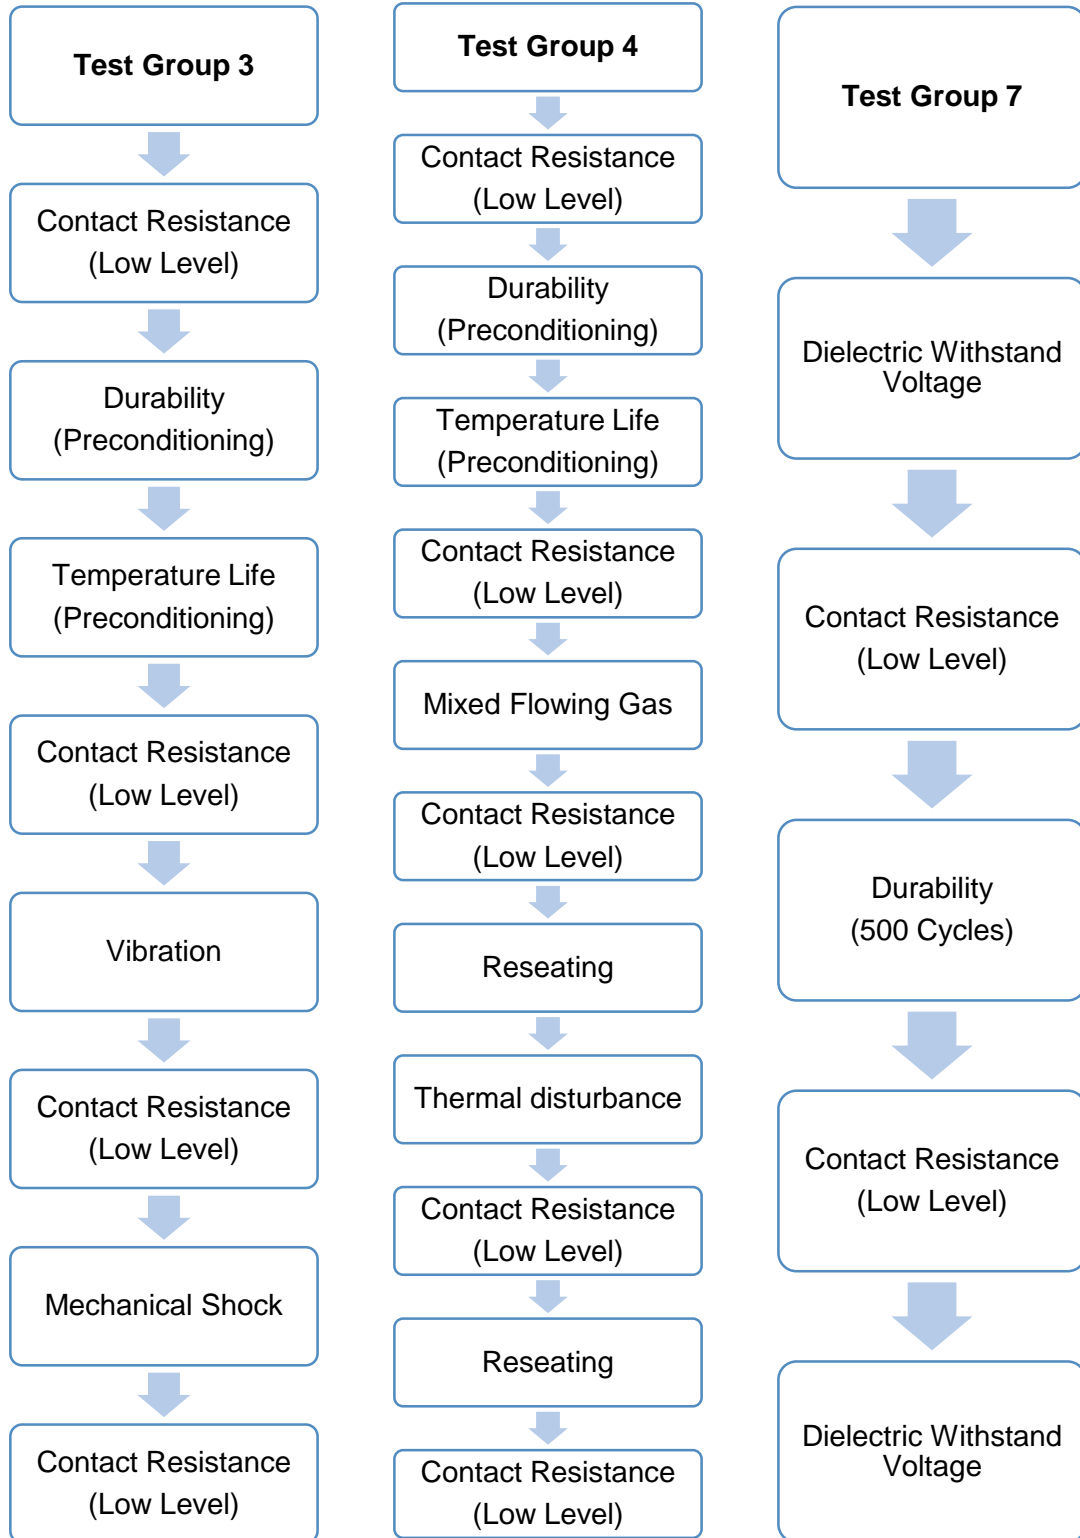 Test Group 3
Contact Resistance
(Low Level)
Durability
(Preconditioning)
Temperature Life
(Preconditioning)
Contact Resistance
(Low Level)
Vibration
Contact Resistance
(Low Level)
Mechanical Shock
Contact Resistance
(Low Level)
Test Group 4
Contact Resistance
(Low Level)
Durability
(Preconditioning)
Temperature Life
(Preconditioning)
Contact Resistance
(Low Level)
Mixed Flowing Gas
Contact Resistance
(Low Level)
Reseating
Thermal disturbance
Contact Resistance
(Low Level)
Reseating
Contact Resistance
(Low Level)
Test Group 7
Dielectric Withstand
Voltage
Contact Resistance
(Low Level)
Durability
(500 Cycles)
Contact Resistance
(Low Level)
Dielectric Withstand
Voltage